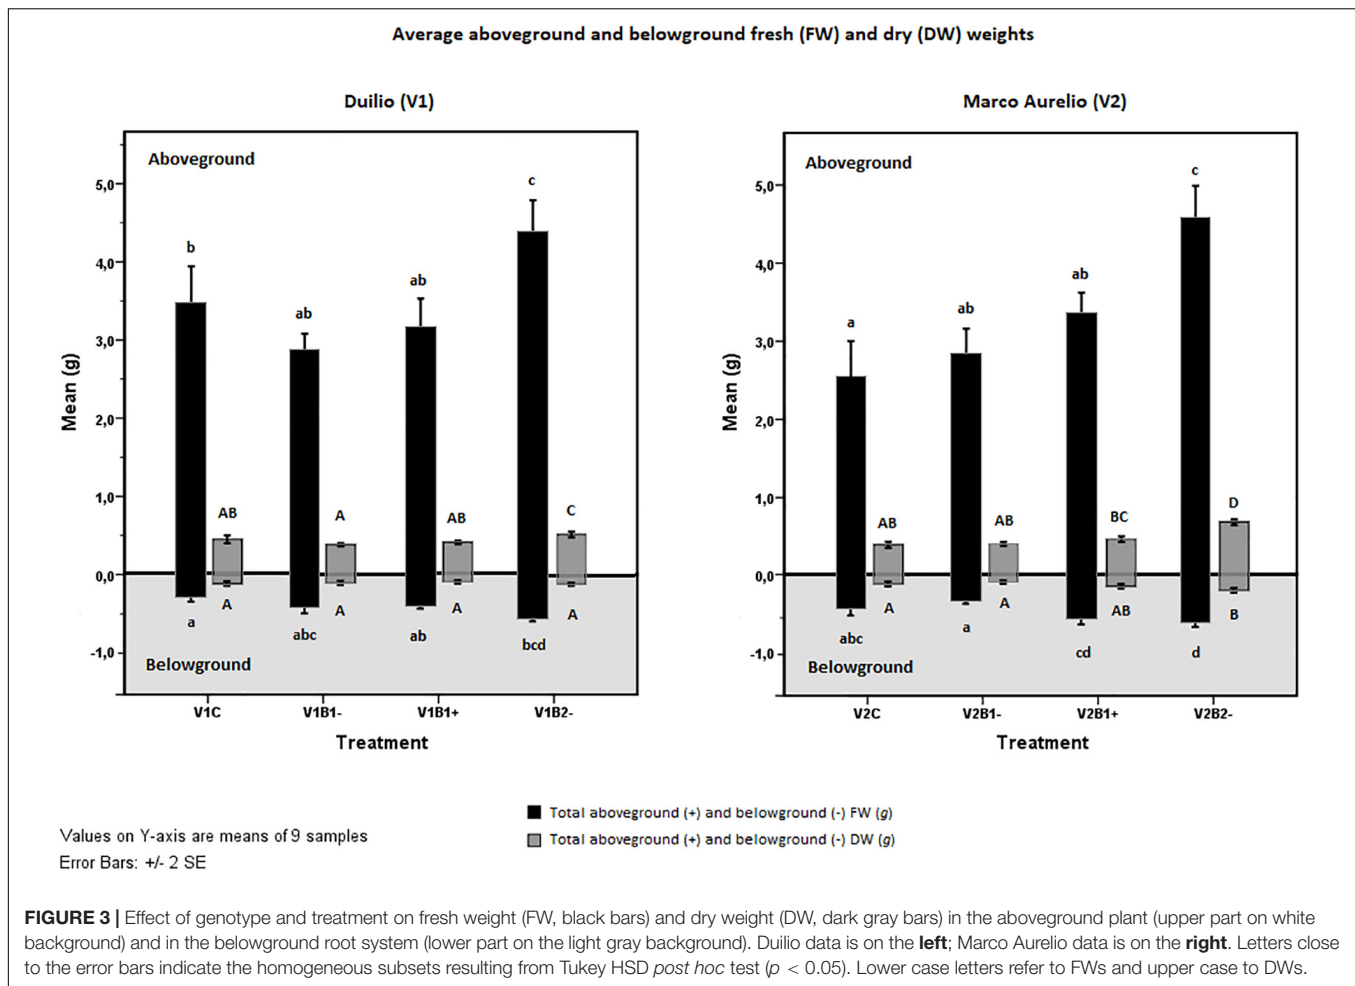 Average aboveground and belowground fresh (FW) and dry (DW) weights
Duilio (V1)
Aboveground
5,0
4,0
3,0
2,0
1,0
0,0
-1,0
Mean (g)
b
ab
ab
c
AB
A
AB
C
A
A
A
A
a
abc
ab
bcd
Belowground
V1C
V1B1-
V1B1+
V1B2-
Treatment
Marco Aurelio (V2)
Aboveground
5,0
4,0
3,0
2,0
1,0
0,0
-1,0
Mean (g)
a
ab
ab
c
AB
AB
BC
D
A
A
AB
B
abc
a
cd
d
Belowground
V2C
V2B1-
V2B1+
V2B2-
Treatment
Total aboveground (+) and belowground (-) FW (g)
Total aboveground (+) and belowground (-) DW (g)
Values on Y-axis are means of 9 samples
Error Bars: +/- 2 SE
FIGURE 3 | Effect of genotype and treatment on fresh weight (FW, black bars) and dry weight (DW, dark gray bars) in the aboveground plant (upper part on white
background) and in the belowground root system (lower part on the light gray background). Duilio data is on the left; Marco Aurelio data is on the right. Letters close
to the error bars indicate the homogeneous subsets resulting from Tukey HSD post hoc test (p < 0.05). Lower case letters refer to FWs and upper case to DWs.